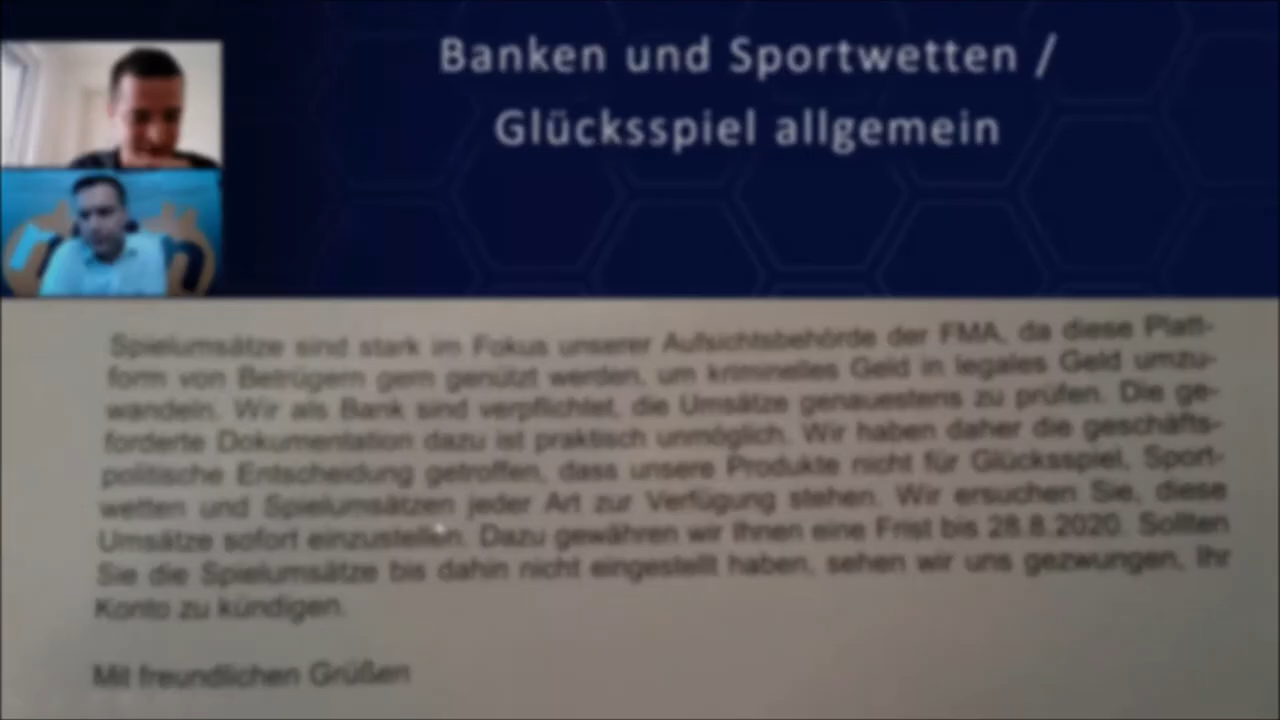 Banken und Sportwetten /
Glücksspiel allgemein
Spielumsätze sind stark im Fokus unserer Aufsichtsbehörde der FMA, da diese Platt-
form von Betrügern gern genützt werden, um kriminelles Geld in legales Geld umzu-
wandeln. Wir als Bank sind verpflichtet, die Umsätze genauestens zu prüfen. Die ge-
forderte Dokumentation dazu ist praktisch unmöglich. Wir haben daher die geschäfts-
politische Entscheidung getroffen, dass unsere Produkte nicht für Glücksspiel, Sport-
wetten und Spielumsätzen jeder Art zur Verfügung stehen. Wir ersuchen Sie, diese
Umsätze sofort einzustellen. Dazu gewähren wir Ihnen eine Frist bis 28.8.2020. Sollten
Sie die Spielumsätze bis dahin nicht eingestellt haben, sehen wir uns gezwungen, Ihr
Konto zu kündigen.
Mit freundlichen Grüßen